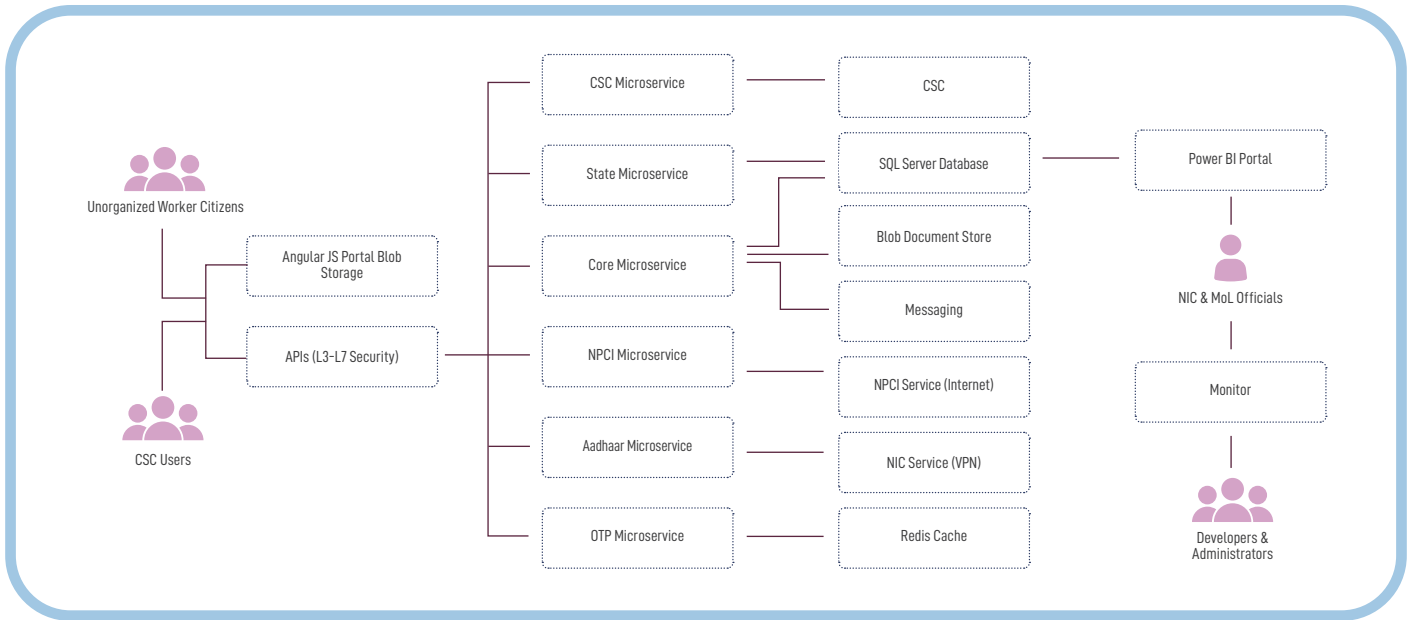 Unorganized Worker Citizens
CSC Users
Angular JS Portal Blob
Storage
APIs (L3-L7 Security)
CSC Microservice
State Microservice
Core Microservice
NPCI Microservice
Aadhaar Microservice
OTP Microservice
CSC
SQL Server Database
Blob Document Store
Messaging
NPCI Service (Internet)
NIC Service (VPN)
Redis Cache
Power BI Portal
NIC & MoL Officials
Monitor
Developers &
Administrators